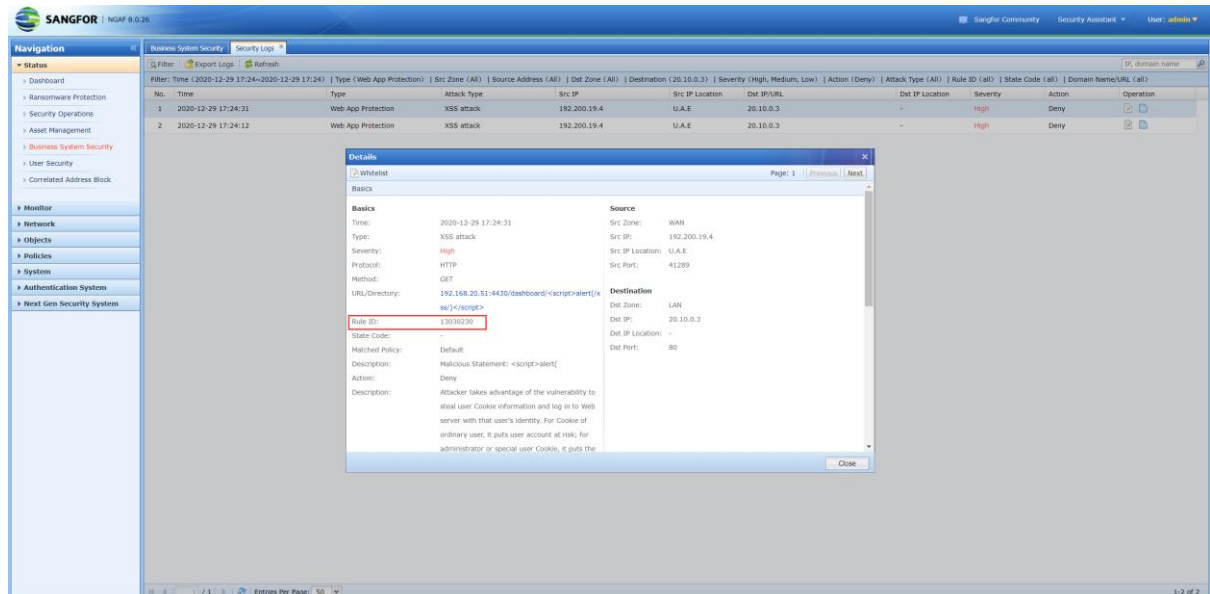 SANGFOR | NGAF 8.0.26
Sangfor Community Security Assistant User: admin
Navigation
Business System Security Security Logs
Status
Filter Export Logs Refresh
IP, domain name
Dashboard
Filter: Time (2020-12-29 17:24~2020-12-29 17:24) | Type (Web App Protection) | Src Zone (All) | Source Address (All) | Dst Zone (All) | Destination (20.10.0.3) | Severity (High, Medium, Low) | Action (Deny) | Attack Type (All) | Rule ID (all) | State Code (all) | Domain Name/URL (all)
No. Time Type Attack Type Src IP Src IP Location Dst IP/URL Dst IP Location Severity Action Operation
Ransomware Protection
1 2020-12-29 17:24:31 Web App Protection XSS attack 192.200.19.4 U.A.E 20.10.0.3 - High Deny
Security Operations
2 2020-12-29 17:24:12 Web App Protection XSS attack 192.200.19.4 U.A.E 20.10.0.3 - High Deny
Asset Management
Business System Security
User Security
Correlated Address Block
Monitor
Network
Objects
Policies
System
Authentication System
Next Gen Security System
Details
Whitelist Page: 1 Previous Next
Basics
Basics
Time: 2020-12-29 17:24:31
Type: XSS attack
Severity: High
Protocol: HTTP
Method: GET
URL/Directory: 192.168.20.51:4430/dashboard/<script>alert(/x
ss/)</script>
Rule ID: 13030230
State Code: -
Matched Policy: Default
Description: Malicious Statement: <script>alert(
Action: Deny
Description: Attacker takes advantage of the vulnerability to
steal user Cookie information and log in to Web
server with that user's identity. For Cookie of
ordinary user, it puts user account at risk; for
administrator or special user Cookie, it puts the
Source
Src Zone: WAN
Src IP: 192.200.19.4
Src IP Location: U.A.E
Src Port: 41289
Destination
Dst Zone: LAN
Dst IP: 20.10.0.3
Dst IP Location: -
Dst Port: 80
Close
1 / 1 Entries Per Page: 50 1-2 of 2